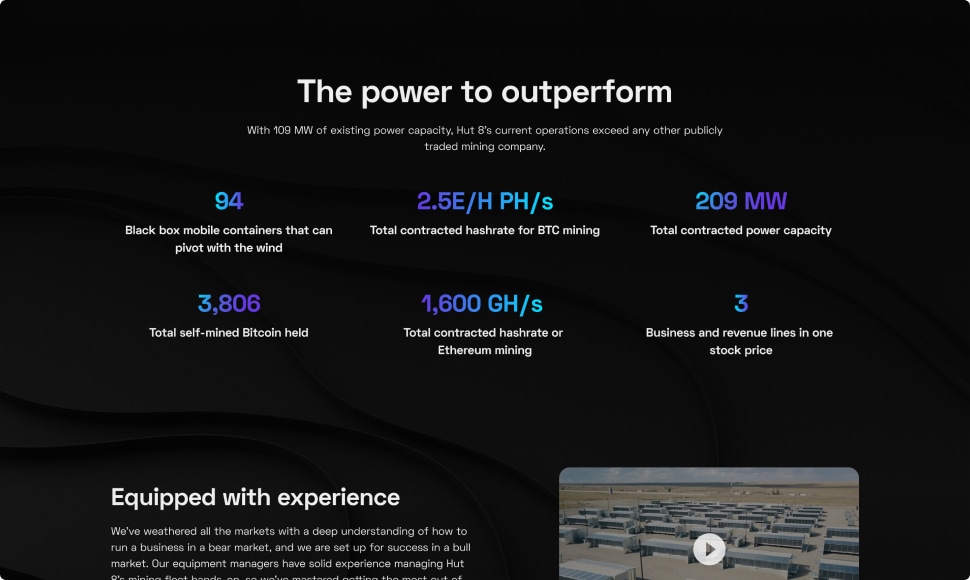 The power to outperform
With 109 MW of existing power capacity, Hut 8's current operations exceed any other publicly
traded mining company.
94
Black box mobile containers that can
pivot with the wind
2.5E/H PH/s
Total contracted hashrate for BTC mining
209 MW
Total contracted power capacity
3,806
Total self-mined Bitcoin held
1,600 GH/s
Total contracted hashrate or
Ethereum mining
3
Business and revenue lines in one
stock price
Equipped with experience
We've weathered all the markets with a deep understanding of how to
run a business in a bear market, and we are set up for success in a bull
market. Our equipment managers have solid experience managing Hut
8's mining fleet hands-on, so we've mastered getting the most out of